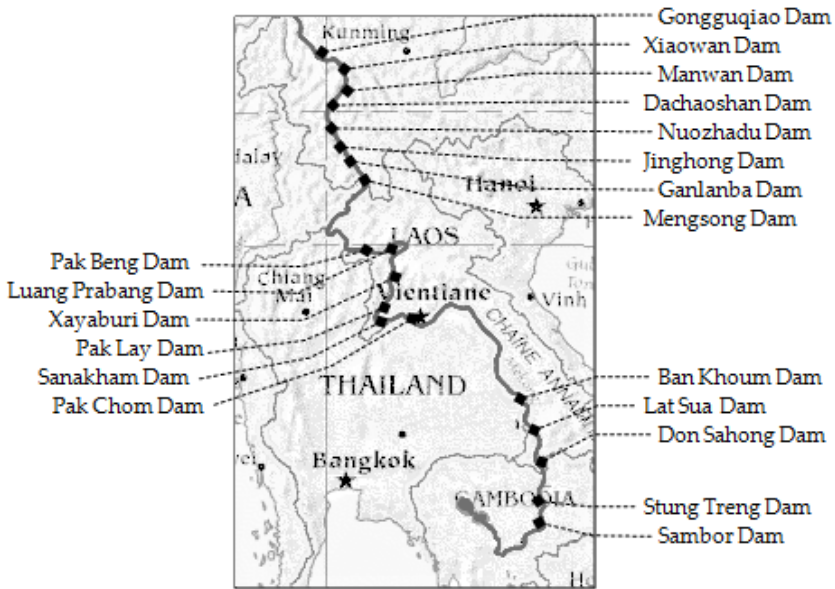 Gongguqiao Dam
Xiaowan Dam
Manwan Dam
Dachaoshan Dam
Nuozhadu Dam
Jinghong Dam
Ganlanba Dam
Mengsong Dam
Pak Beng Dam
Luang Prabang Dam
Xayaburi Dam
Pak Lay Dam
Sanakham Dam
Pak Chom Dam
Ban Khoum Dam
Lat Sua Dam
Don Sahong Dam
Stung Treng Dam
Sambor Dam
Kunming
Hanoi
LAOS
Chiang
Mai
Vientiane
Vinh
CHAÎNE
THAILAND
Bangkok
CAMBODIA